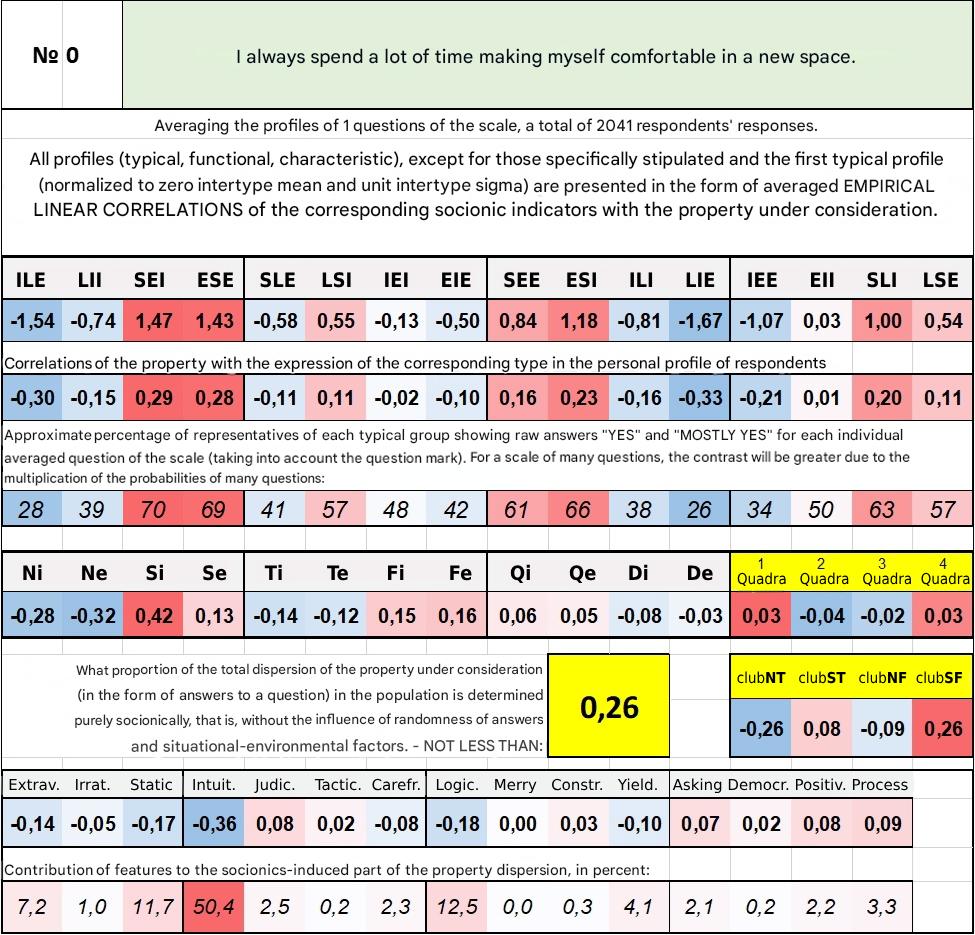 № 0
I always spend a lot of time making myself comfortable in a new space.
Averaging the profiles of 1 questions of the scale, a total of 2041 respondents' responses.
All profiles (typical, functional, characteristic), except for those specifically stipulated and the first typical profile
(normalized to zero intertype mean and unit intertype sigma) are presented in the form of averaged EMPIRICAL
LINEAR CORRELATIONS of the corresponding socionic indicators with the property under consideration.
ILE LII SEI ESE SLE LSI IEI EIE SEE ESI ILI LIE IEE EII SLI LSE
-1,54 -0,74 1,47 1,43 -0,58 0,55 -0,13 -0,50 0,84 1,18 -0,81 -1,67 -1,07 0,03 1,00 0,54
Correlations of the property with the expression of the corresponding type in the personal profile of respondents
-0,30 -0,15 0,29 0,28 -0,11 0,11 -0,02 -0,10 0,16 0,23 -0,16 -0,33 -0,21 0,01 0,20 0,11
Approximate percentage of representatives of each typical group showing raw answers "YES" and "MOSTLY YES" for each individual
averaged question of the scale (taking into account the question mark). For a scale of many questions, the contrast will be greater due to the
multiplication of the probabilities of many questions:
28 39 70 69 41 57 48 42 61 66 38 26 34 50 63 57
Ni Ne Si Se Ti Te Fi Fe Qi Qe Di De 1 Quadra 2 Quadra 3 Quadra 4 Quadra
-0,28 -0,32 0,42 0,13 -0,14 -0,12 0,15 0,16 0,06 0,05 -0,08 -0,03 0,03 -0,04 -0,02 0,03
What proportion of the total dispersion of the property under consideration
(in the form of answers to a question) in the population is determined
purely socionically, that is, without the influence of randomness of answers
and situational-environmental factors. - NOT LESS THAN:
0,26
clubNT clubST clubNF clubSF
-0,26 0,08 -0,09 0,26
Extrav. Irrat. Static Intuit. Judic. Tactic. Carefr. Logic. Merry Constr. Yield. Asking Democr. Positiv. Process
-0,14 -0,05 -0,17 -0,36 0,08 0,02 -0,08 -0,18 0,00 0,03 -0,10 0,07 0,02 0,08 0,09
Contribution of features to the socionics-induced part of the property dispersion, in percent:
7,2 1,0 11,7 50,4 2,5 0,2 2,3 12,5 0,0 0,3 4,1 2,1 0,2 2,2 3,3